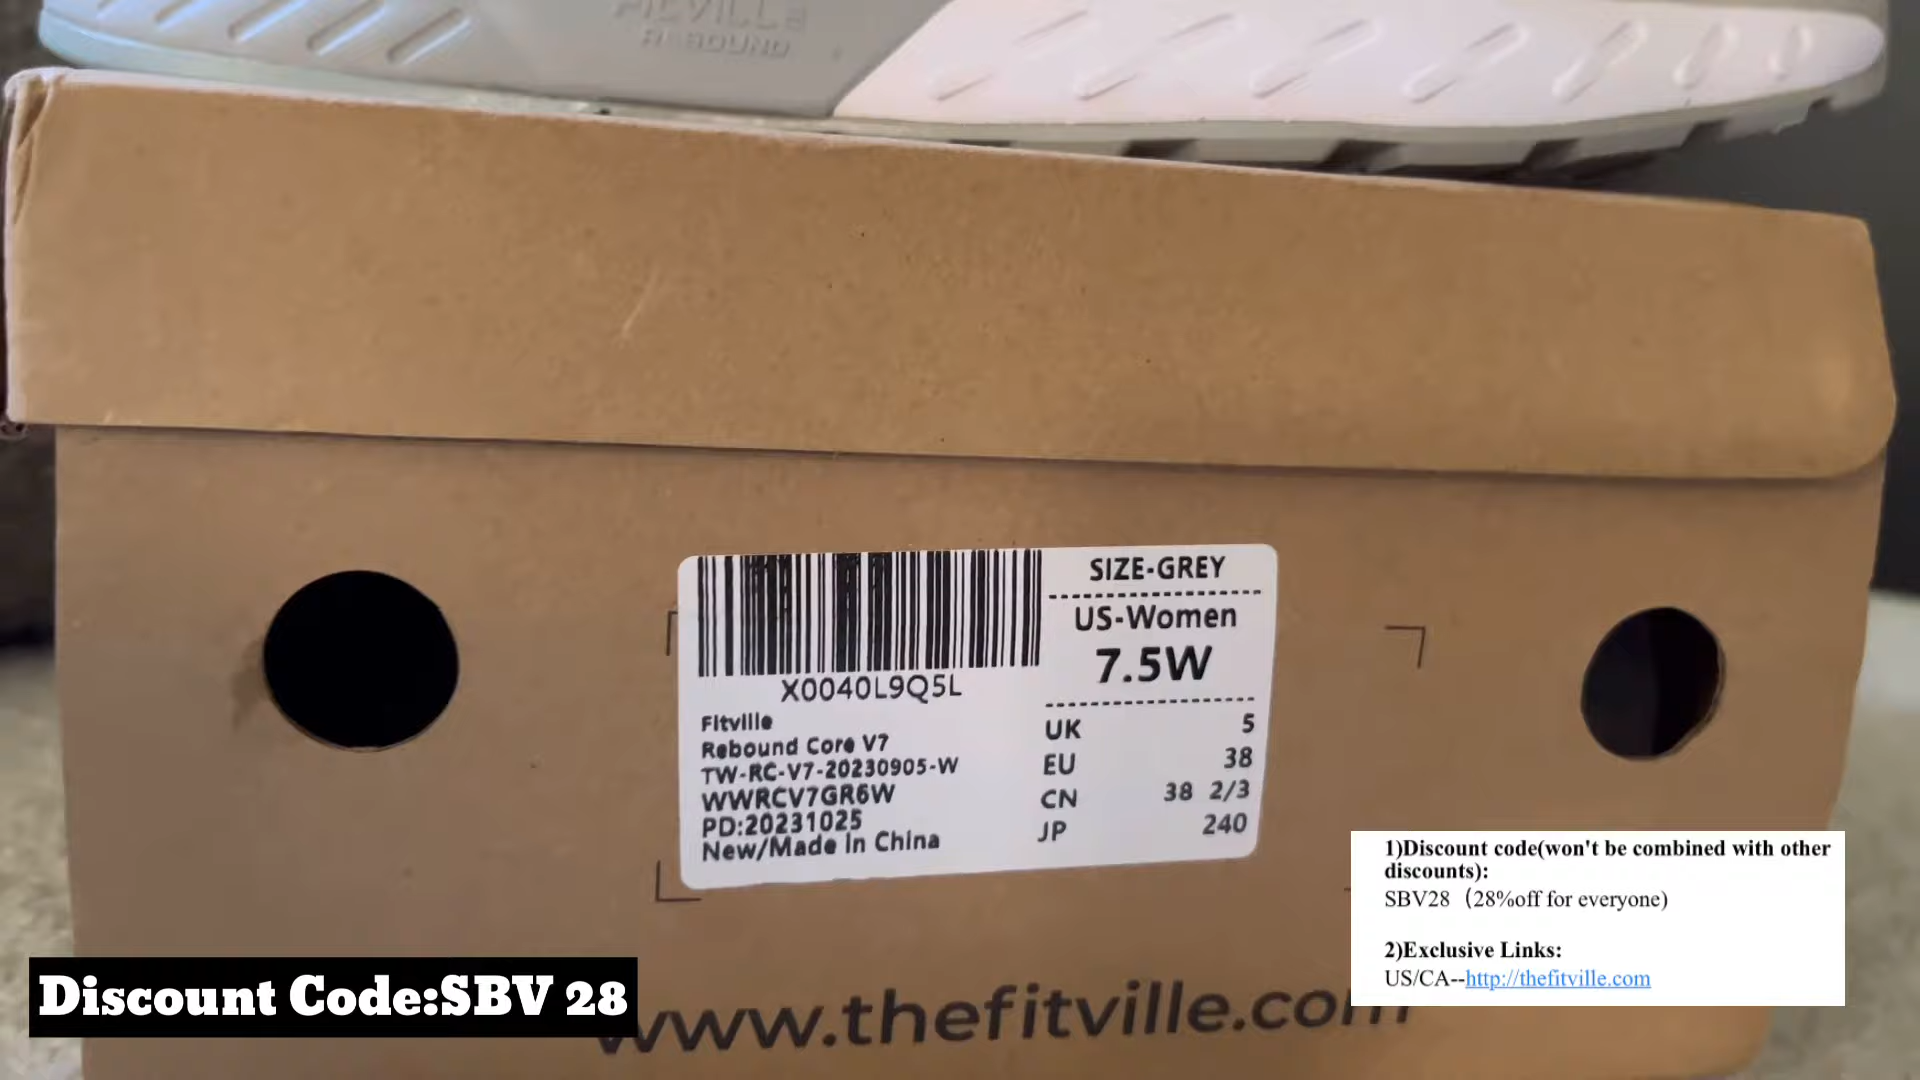 FITVILLE
REBOUND
SIZE-GREY
US-Women
7.5W
X0040L9Q5L
Fitville
Rebound Core V7
TW-RC-V7-20230905-W
WWRCV7GR6W
PD:20231025
New/Made In China
UK 5
EU 38
CN 38 2/3
JP 240
1)Discount code(won't be combined with other
discounts):
SBV28（28%off for everyone)
2)Exclusive Links:
US/CA--http://thefitville.com
Discount Code:SBV 28
www.thefitville.com